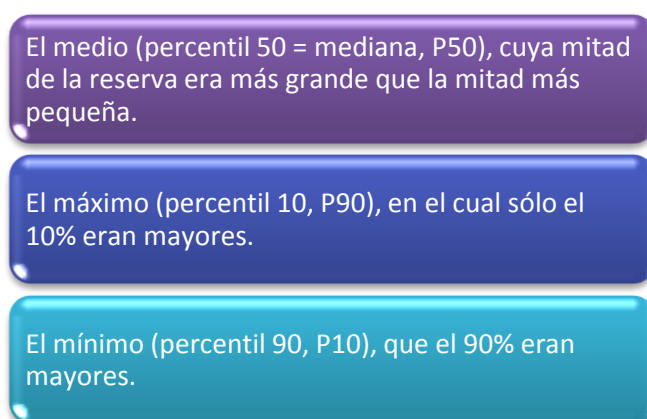 El medio (percentil 50 = mediana, P50), cuya mitad
de la reserva era más grande que la mitad más
pequeña.
El máximo (percentil 10, P90), en el cual sólo el
10% eran mayores.
El mínimo (percentil 90, P10), que el 90% eran
mayores.